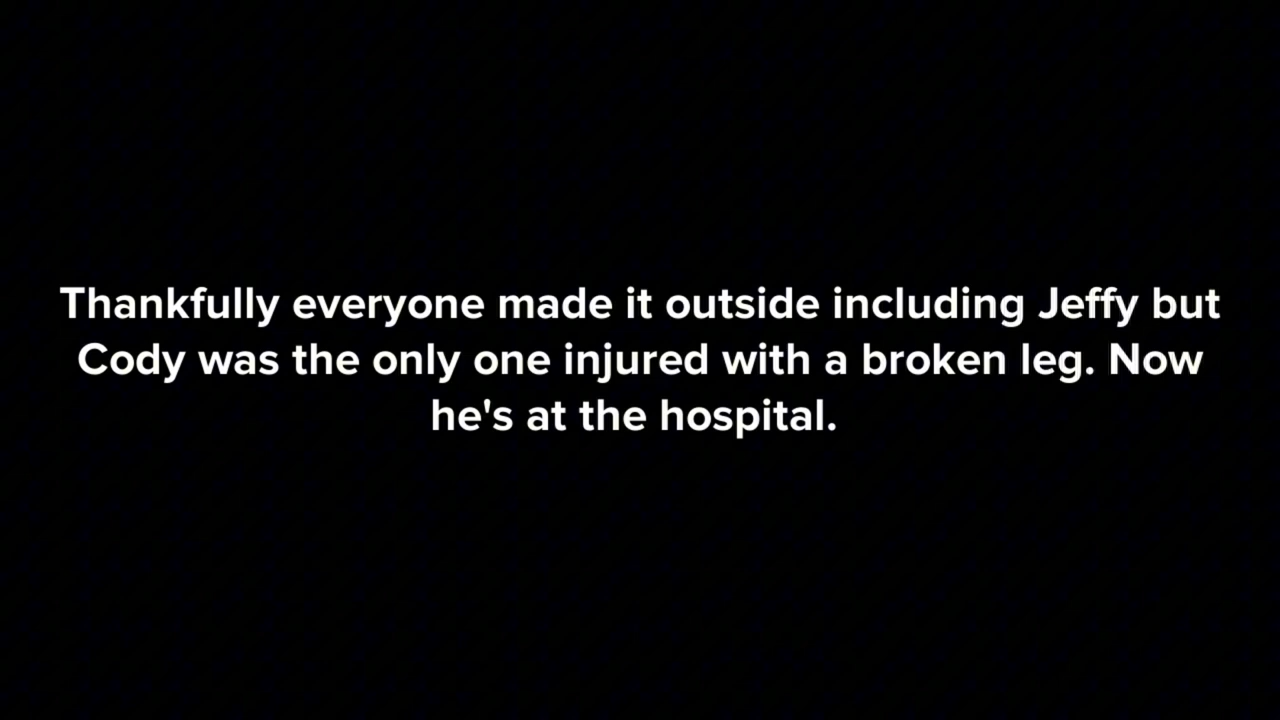 Thankfully everyone made it outside including Jeffy but
Cody was the only one injured with a broken leg. Now
he's at the hospital.